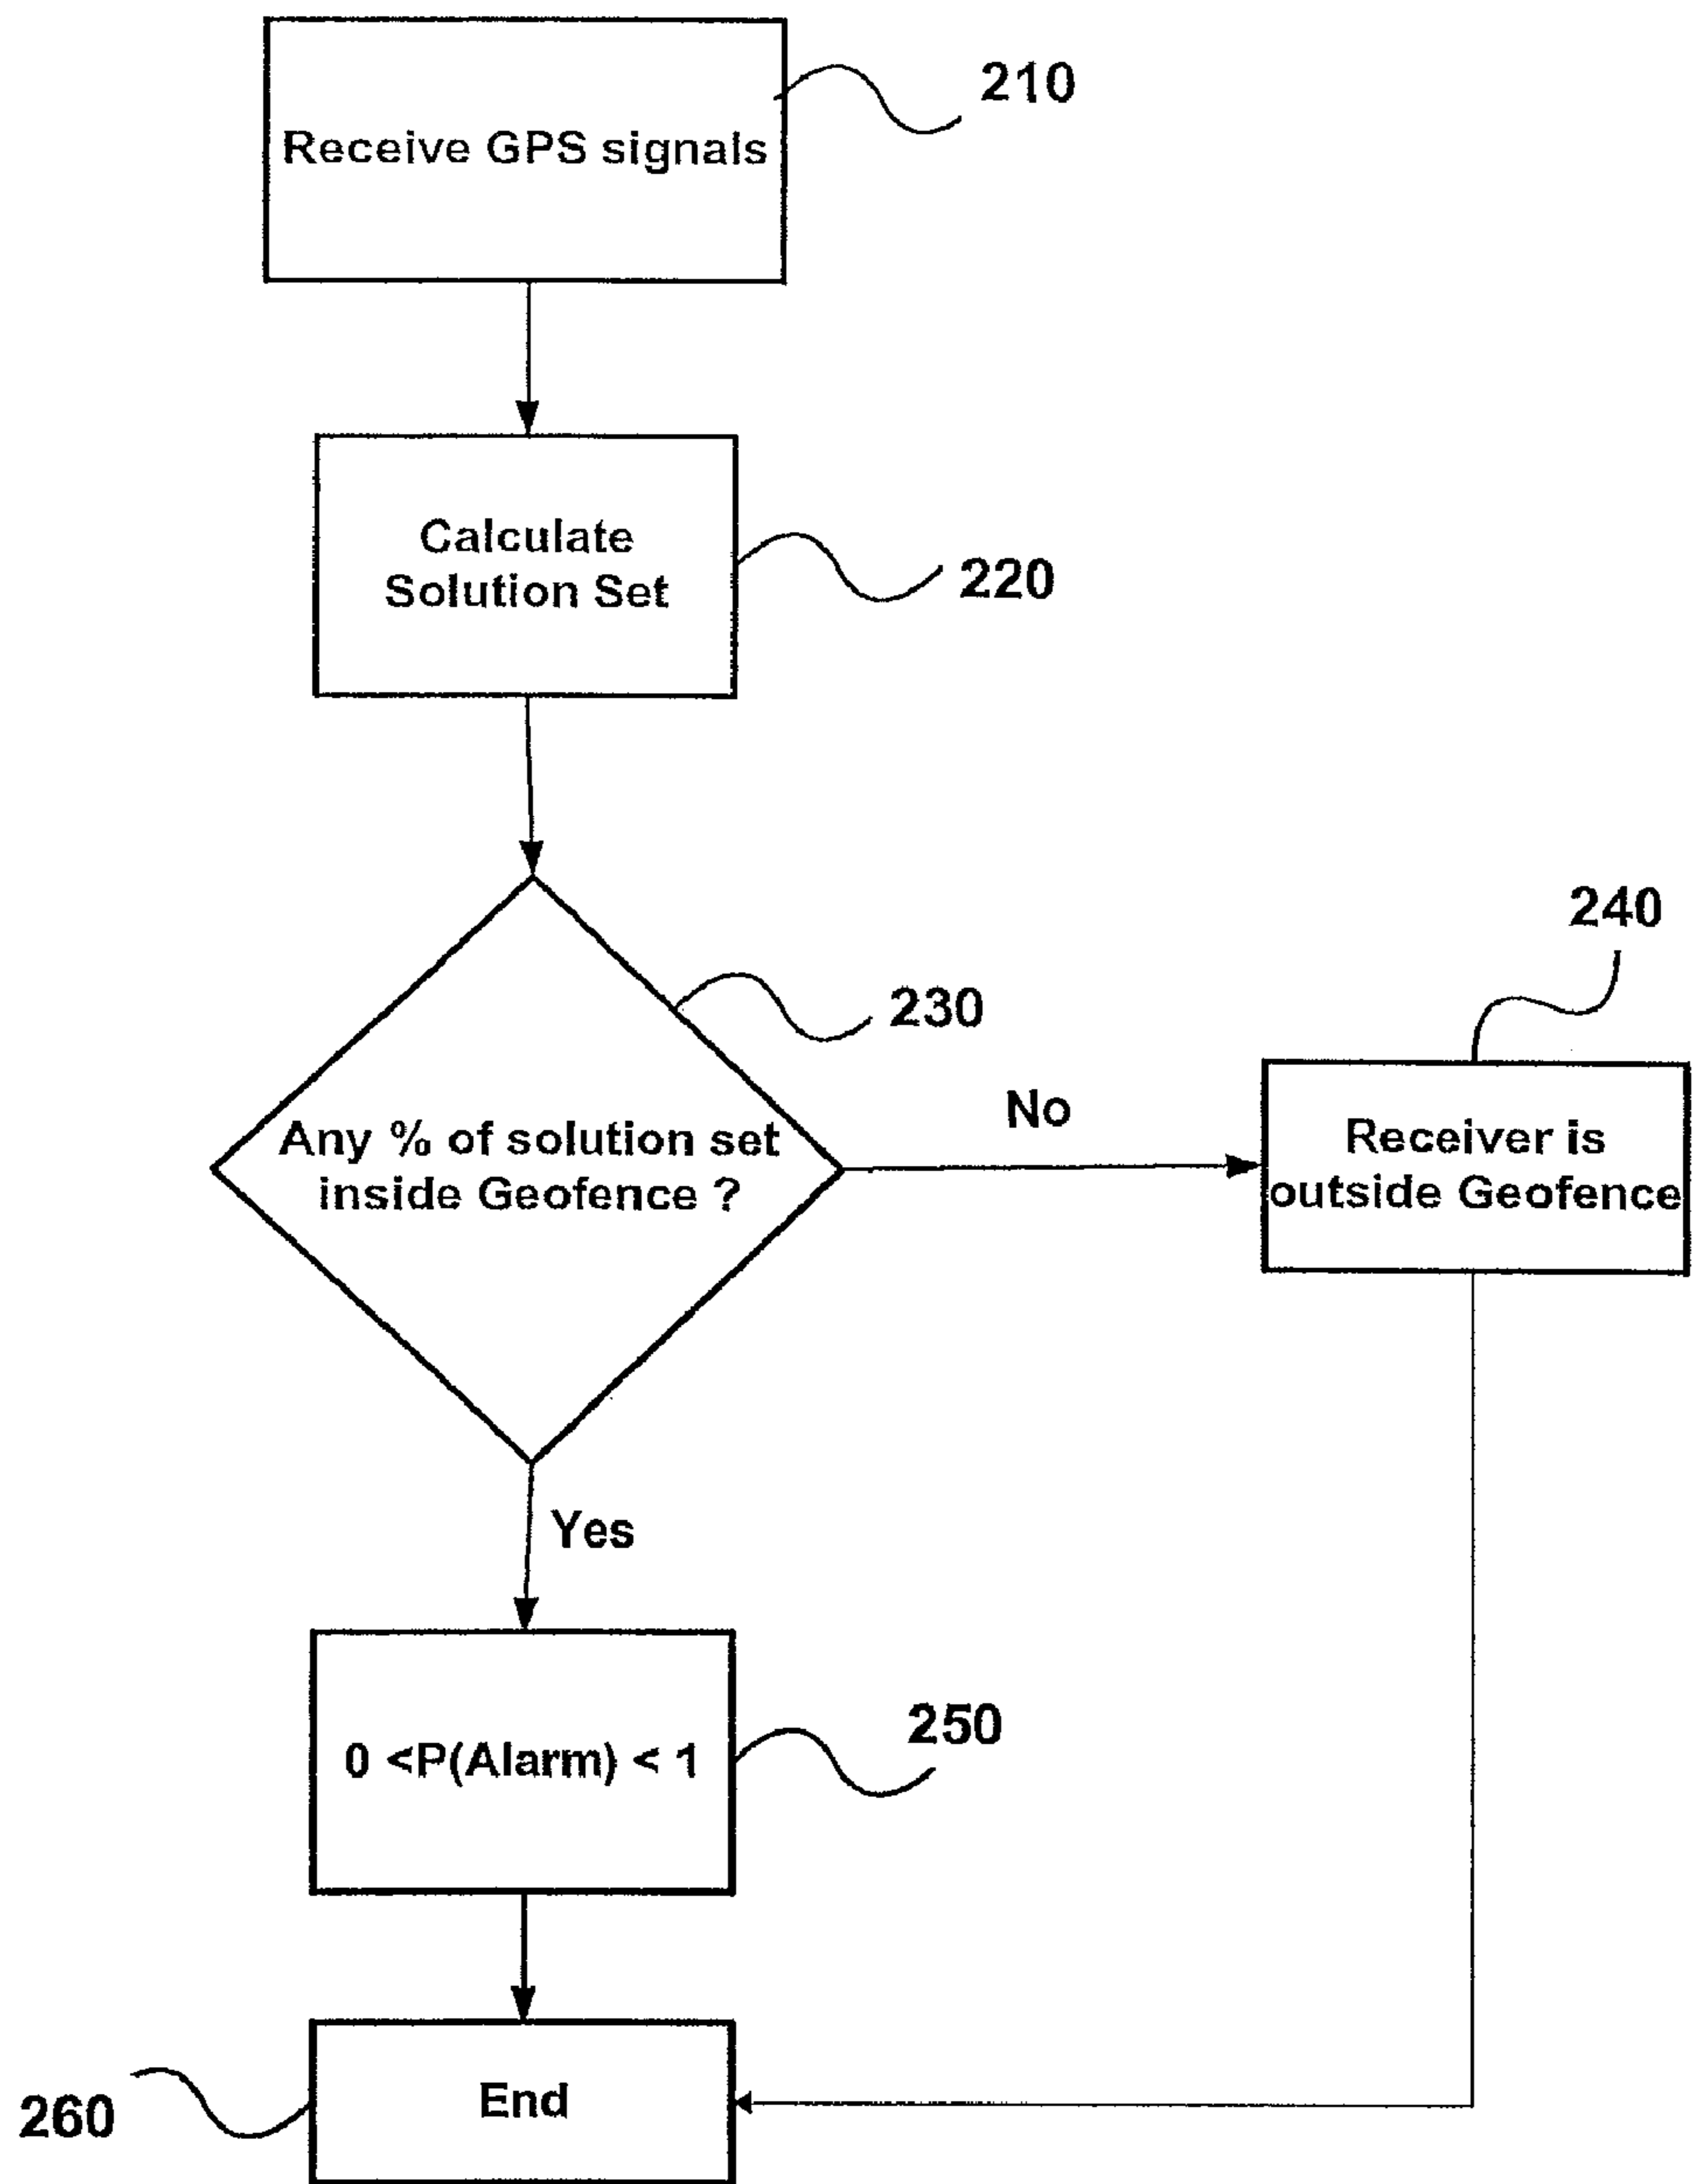 Receive GPS signals
210
Calculate
Solution Set
220
Any % of solution set
inside Geofence ?
230
No
240
Receiver is
outside Geofence
Yes
0 <P(Alarm) < 1
250
End
260